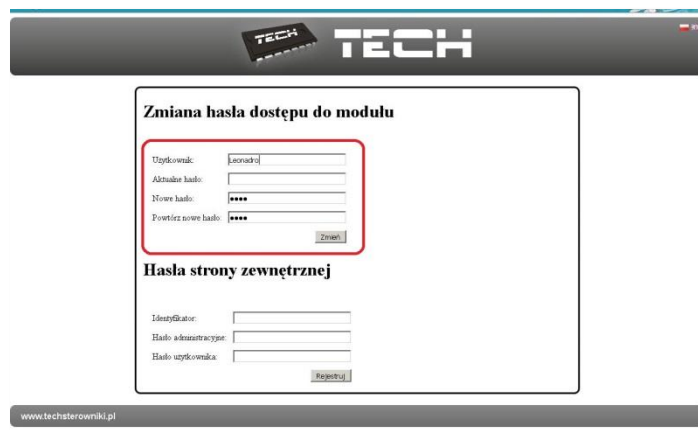 TECH
TECH
Zmiana hasła dostępu do modułu
Użytkownik: Leonadro
Aktualne hasło:
Nowe hasło: ••••
Powtórz nowe hasło: ••••
Zmień
Hasła strony zewnętrznej
Identyfikator:
Hasło administracyjne:
Hasło użytkownika:
Rejestruj
www.techsterowniki.pl